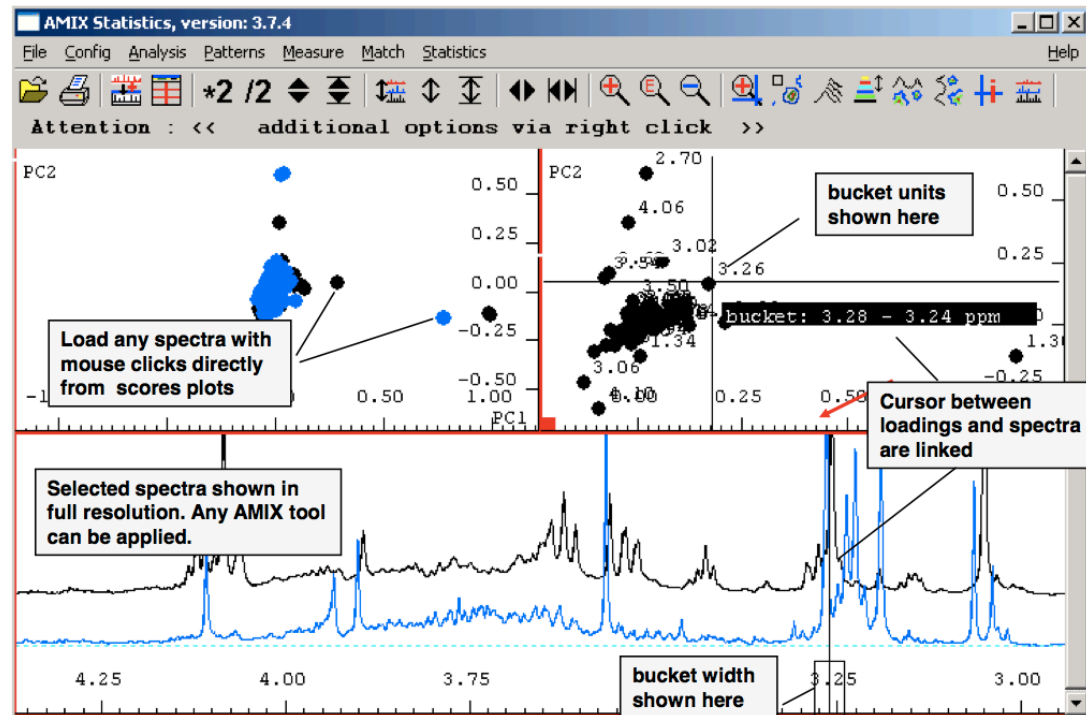 AMIX Statistics, version: 3.7.4
File Config Analysis Patterns Measure Match Statistics Help
*2 /2
E
Attention : << additional options via right click >>
PC2
0.50
0.25
0.00
-0.25
-0.50
0.50
1.00
PC1
Load any spectra with
mouse clicks directly
from scores plots
PC2
2.70
4.06
3.02
3.26
3.50
1.34
3.06
4.10
0.00
0.25
0.50
0.50
0.25
-0.25
bucket: 3.28 - 3.24 ppm
bucket units
shown here
Cursor between
loadings and spectra
are linked
Selected spectra shown in
full resolution. Any AMIX tool
can be applied.
bucket width
shown here
4.25 4.00 3.75 3.25 3.00